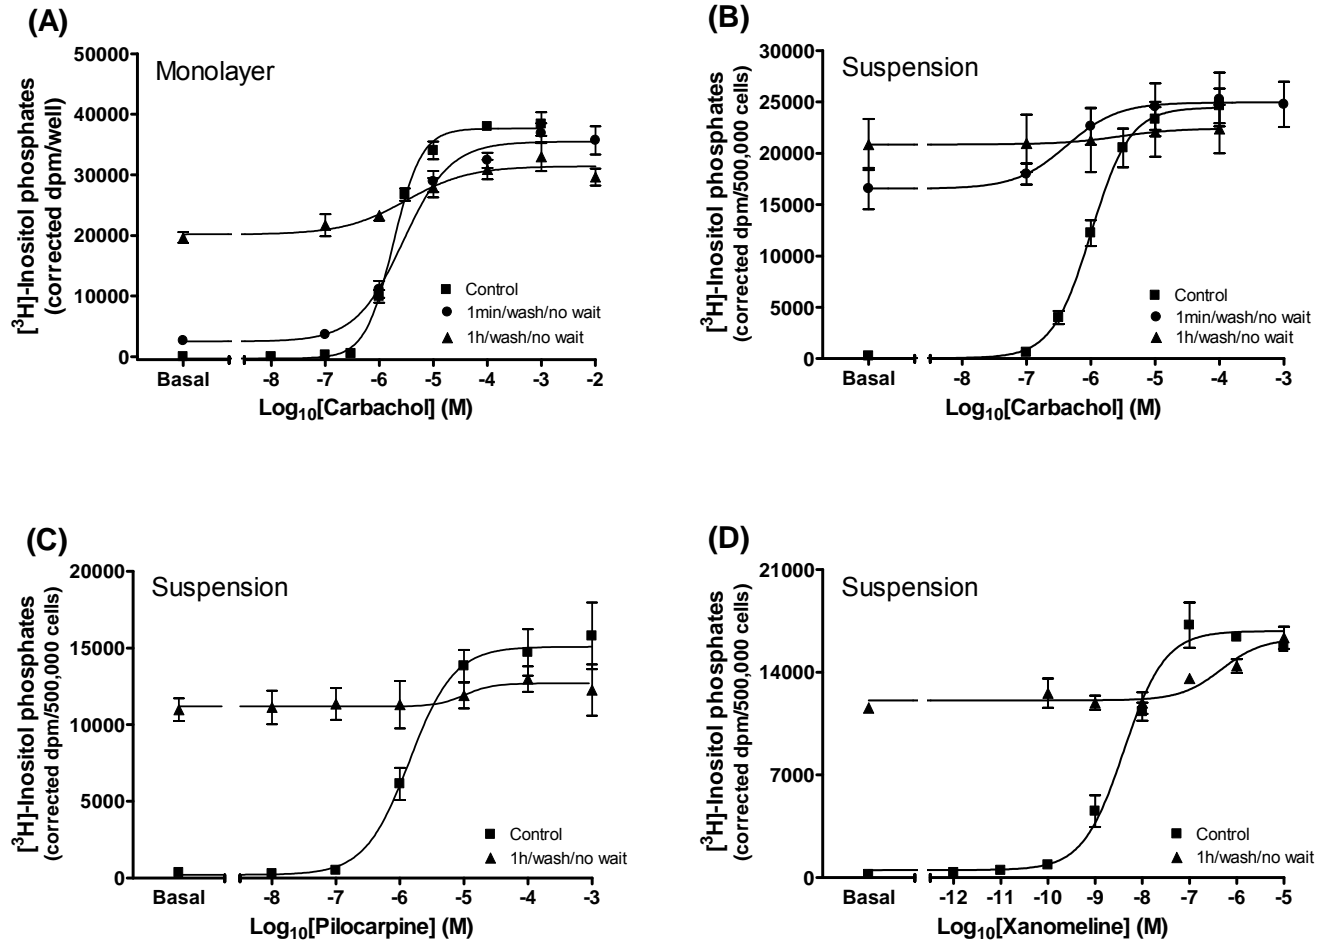 (A)
Monolayer
[³H]-Inositol phosphates
(corrected dpm/well)
50000
40000
30000
20000
10000
0
Control
1min/wash/no wait
1h/wash/no wait
Basal -8 -7 -6 -5 -4 -3 -2
Log₁₀[Carbachol] (M)
(B)
Suspension
[³H]-Inositol phosphates
(corrected dpm/500,000 cells)
30000
25000
20000
15000
10000
5000
0
Control
1min/wash/no wait
1h/wash/no wait
Basal -8 -7 -6 -5 -4 -3
Log₁₀[Carbachol] (M)
(C)
Suspension
[³H]-Inositol phosphates
(corrected dpm/500,000 cells)
20000
15000
10000
5000
0
Control
1h/wash/no wait
Basal -8 -7 -6 -5 -4 -3
Log₁₀[Pilocarpine] (M)
(D)
Suspension
[³H]-Inositol phosphates
(corrected dpm/500,000 cells)
21000
14000
7000
0
Control
1h/wash/no wait
Basal -12 -11 -10 -9 -8 -7 -6 -5
Log₁₀[Xanomeline] (M)